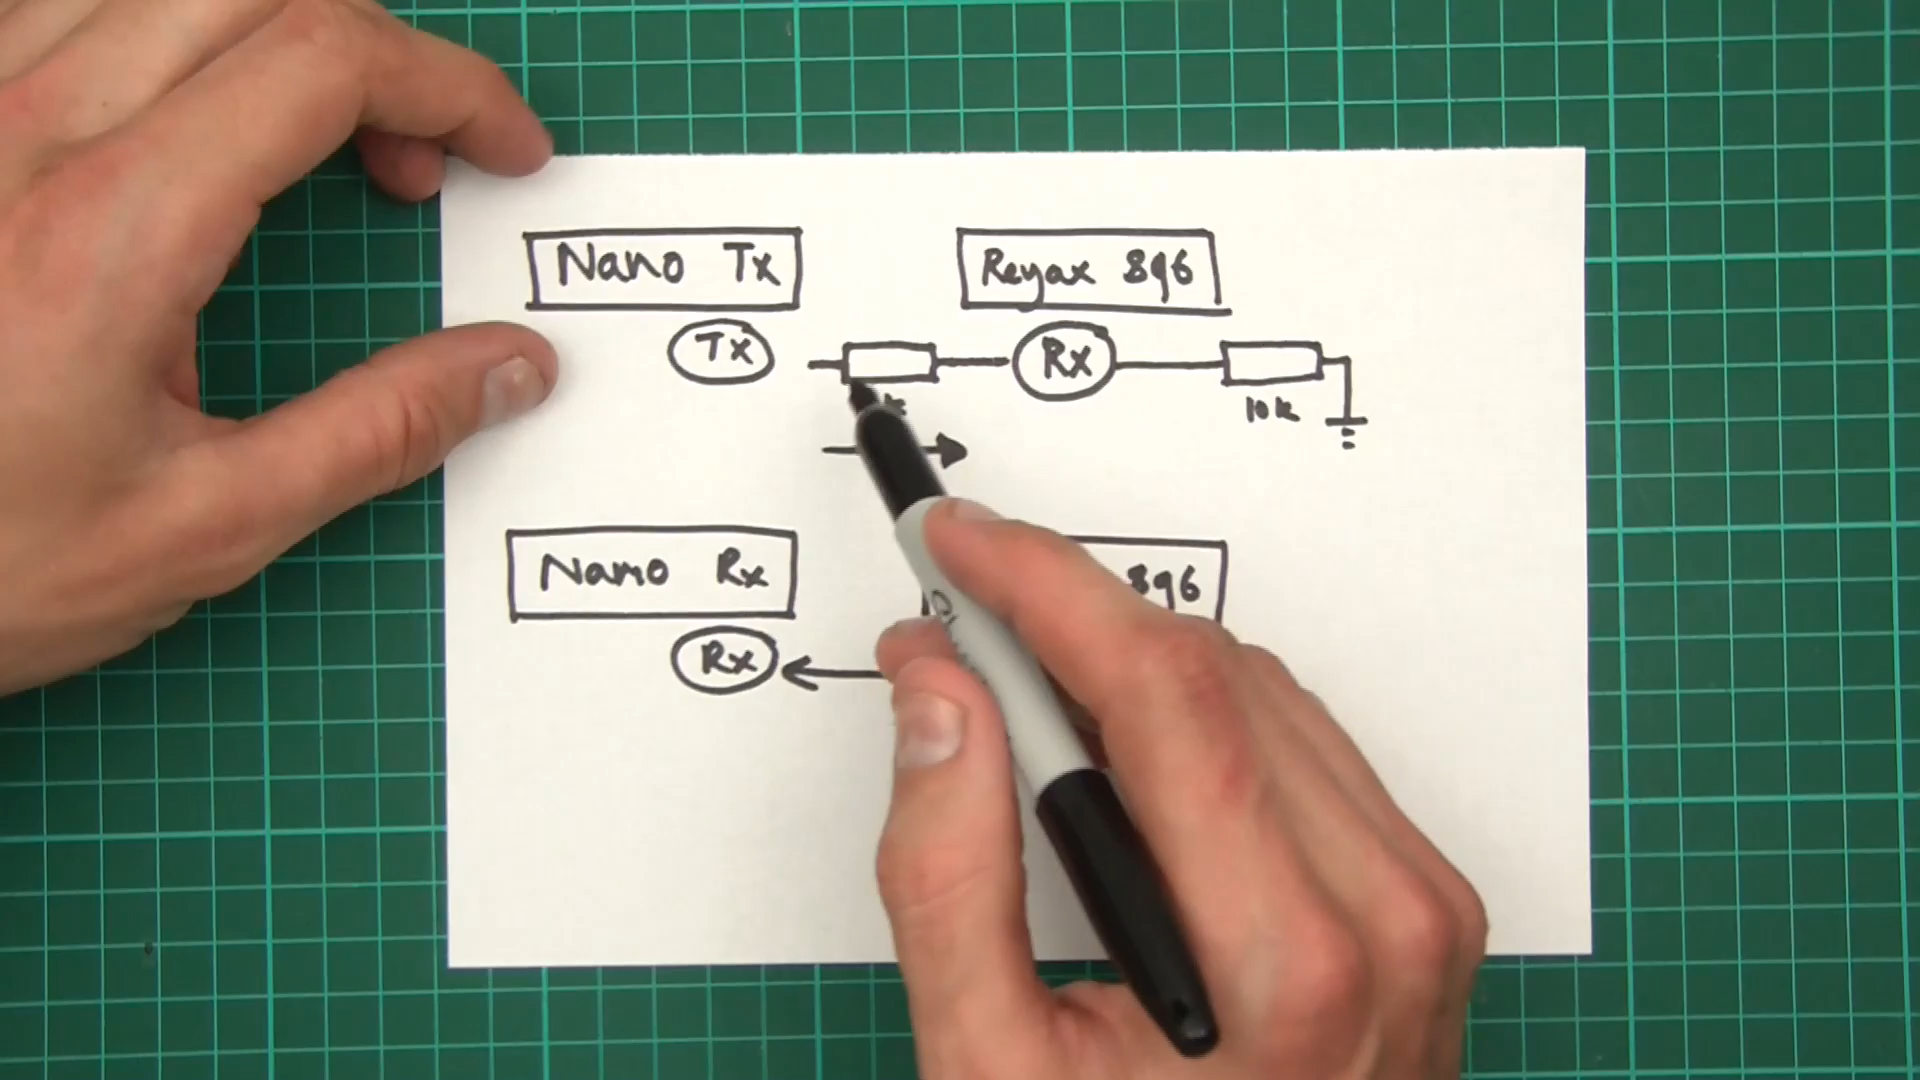 Nano Tx
Reyax 896
Tx
Rx
10k
Nano Rx
896
Rx